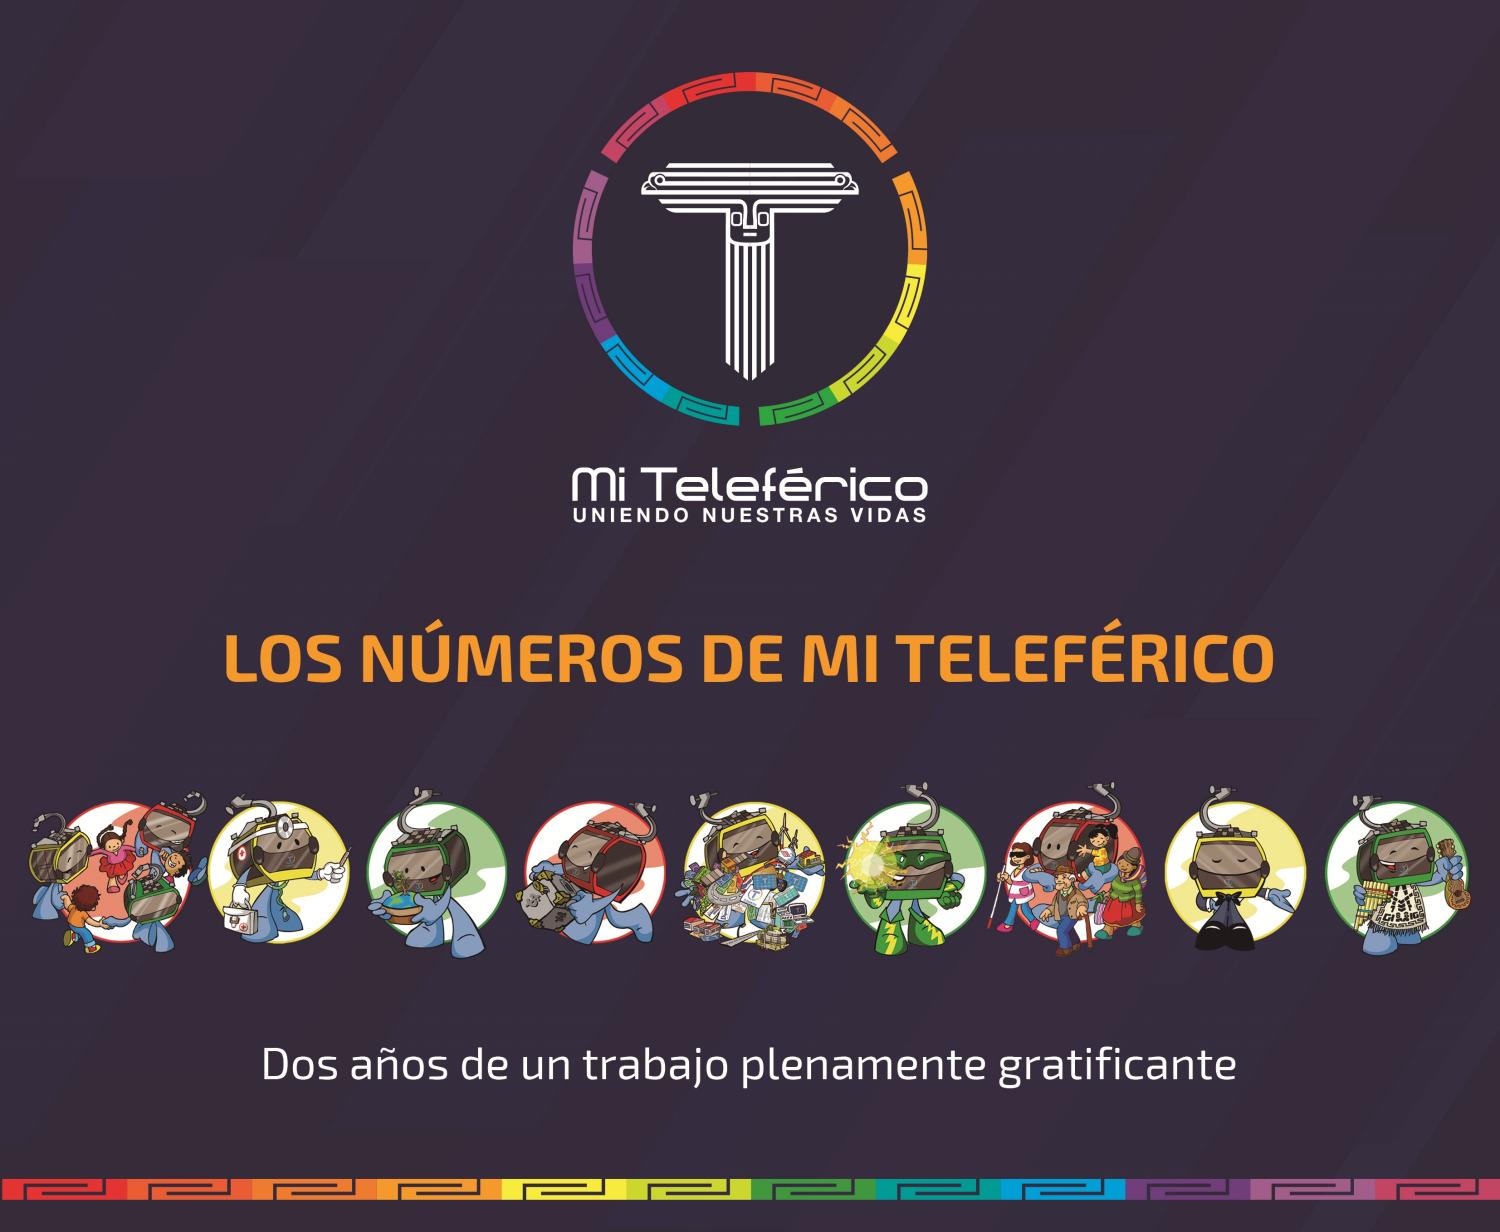 Mi Teleférico
UNIENDO NUESTRAS VIDAS
LOS NÚMEROS DE MI TELEFÉRICO
Dos años de un trabajo plenamente gratificante